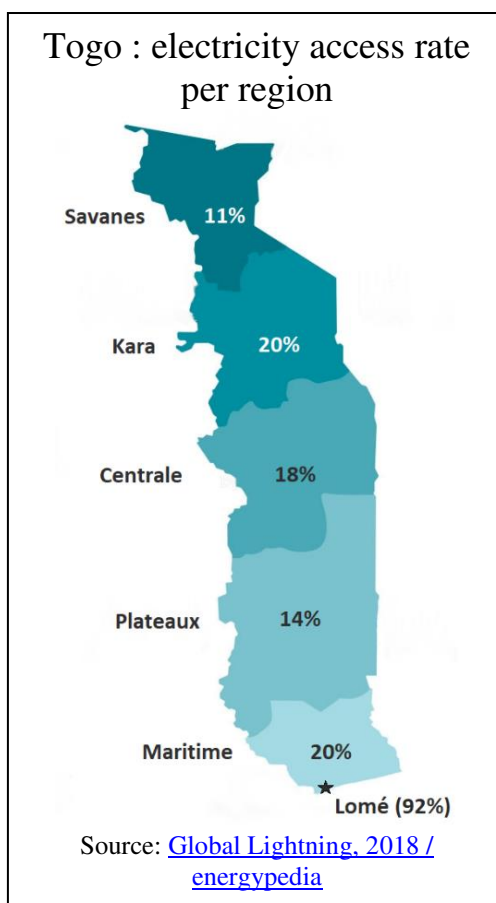 Togo : electricity access rate
per region
Savanes
11%
Kara
20%
Centrale
18%
Plateaux
14%
Maritime
20%
Lomé (92%)
Source: Global Lightning, 2018 /
energypedia